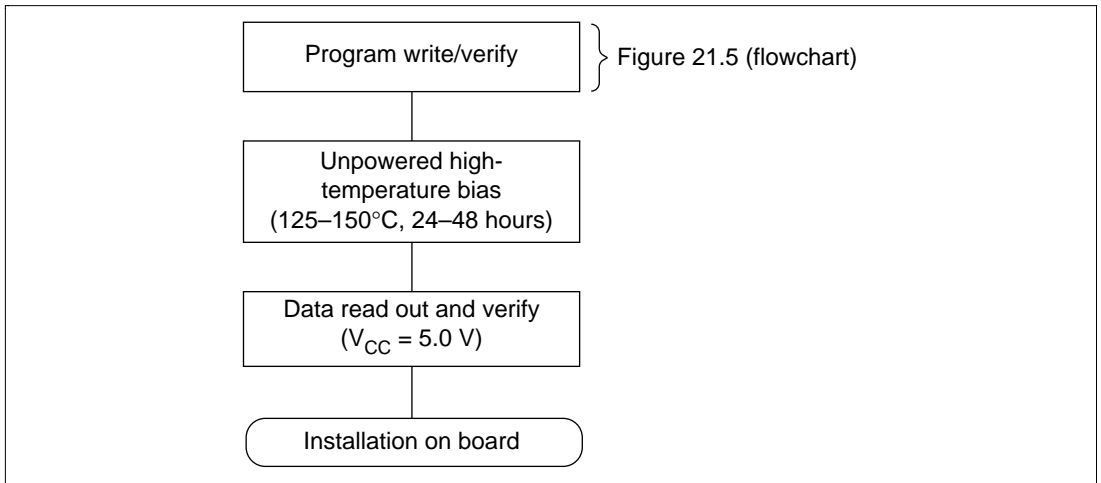 Program write/verify
Figure 21.5 (flowchart)
Unpowered high-
temperature bias
(125–150°C, 24–48 hours)
Data read out and verify
(VCC = 5.0 V)
Installation on board